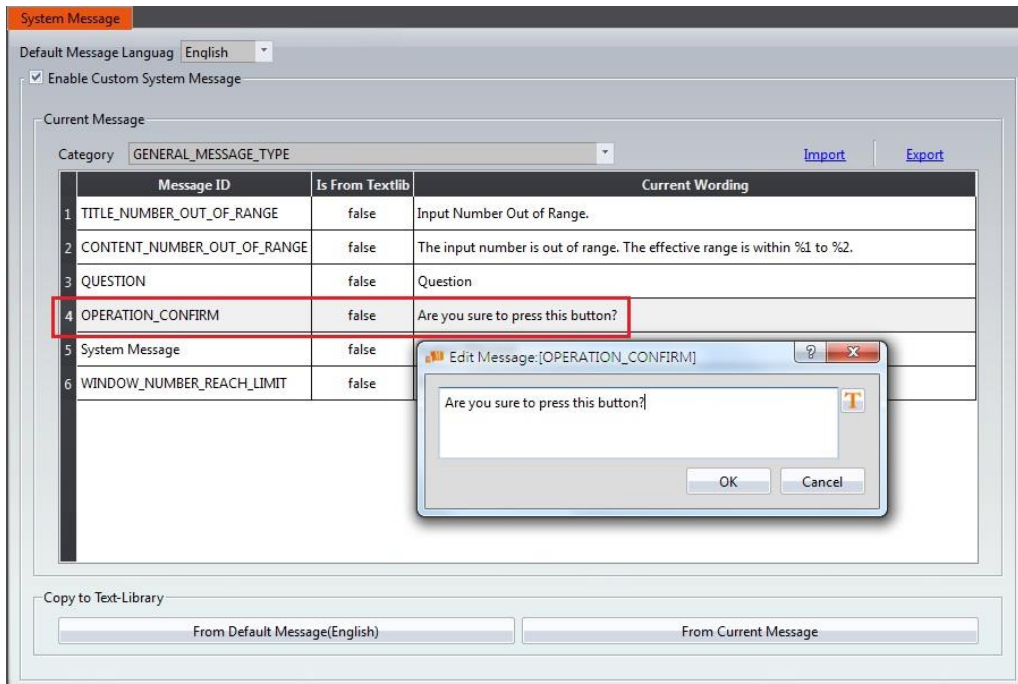 System Message
Default Message Languag English
Enable Custom System Message
Current Message
Category GENERAL_MESSAGE_TYPE Import Export
Message ID Is From Textlib Current Wording
1 TITLE_NUMBER_OUT_OF_RANGE false Input Number Out of Range.
2 CONTENT_NUMBER_OUT_OF_RANGE false The input number is out of range. The effective range is within %1 to %2.
3 QUESTION false Question
4 OPERATION_CONFIRM false Are you sure to press this button?
5 System Message false
6 WINDOW_NUMBER_REACH_LIMIT false
Edit Message:[OPERATION_CONFIRM] ? X
Are you sure to press this button? T
OK Cancel
Copy to Text-Library
From Default Message(English) From Current Message